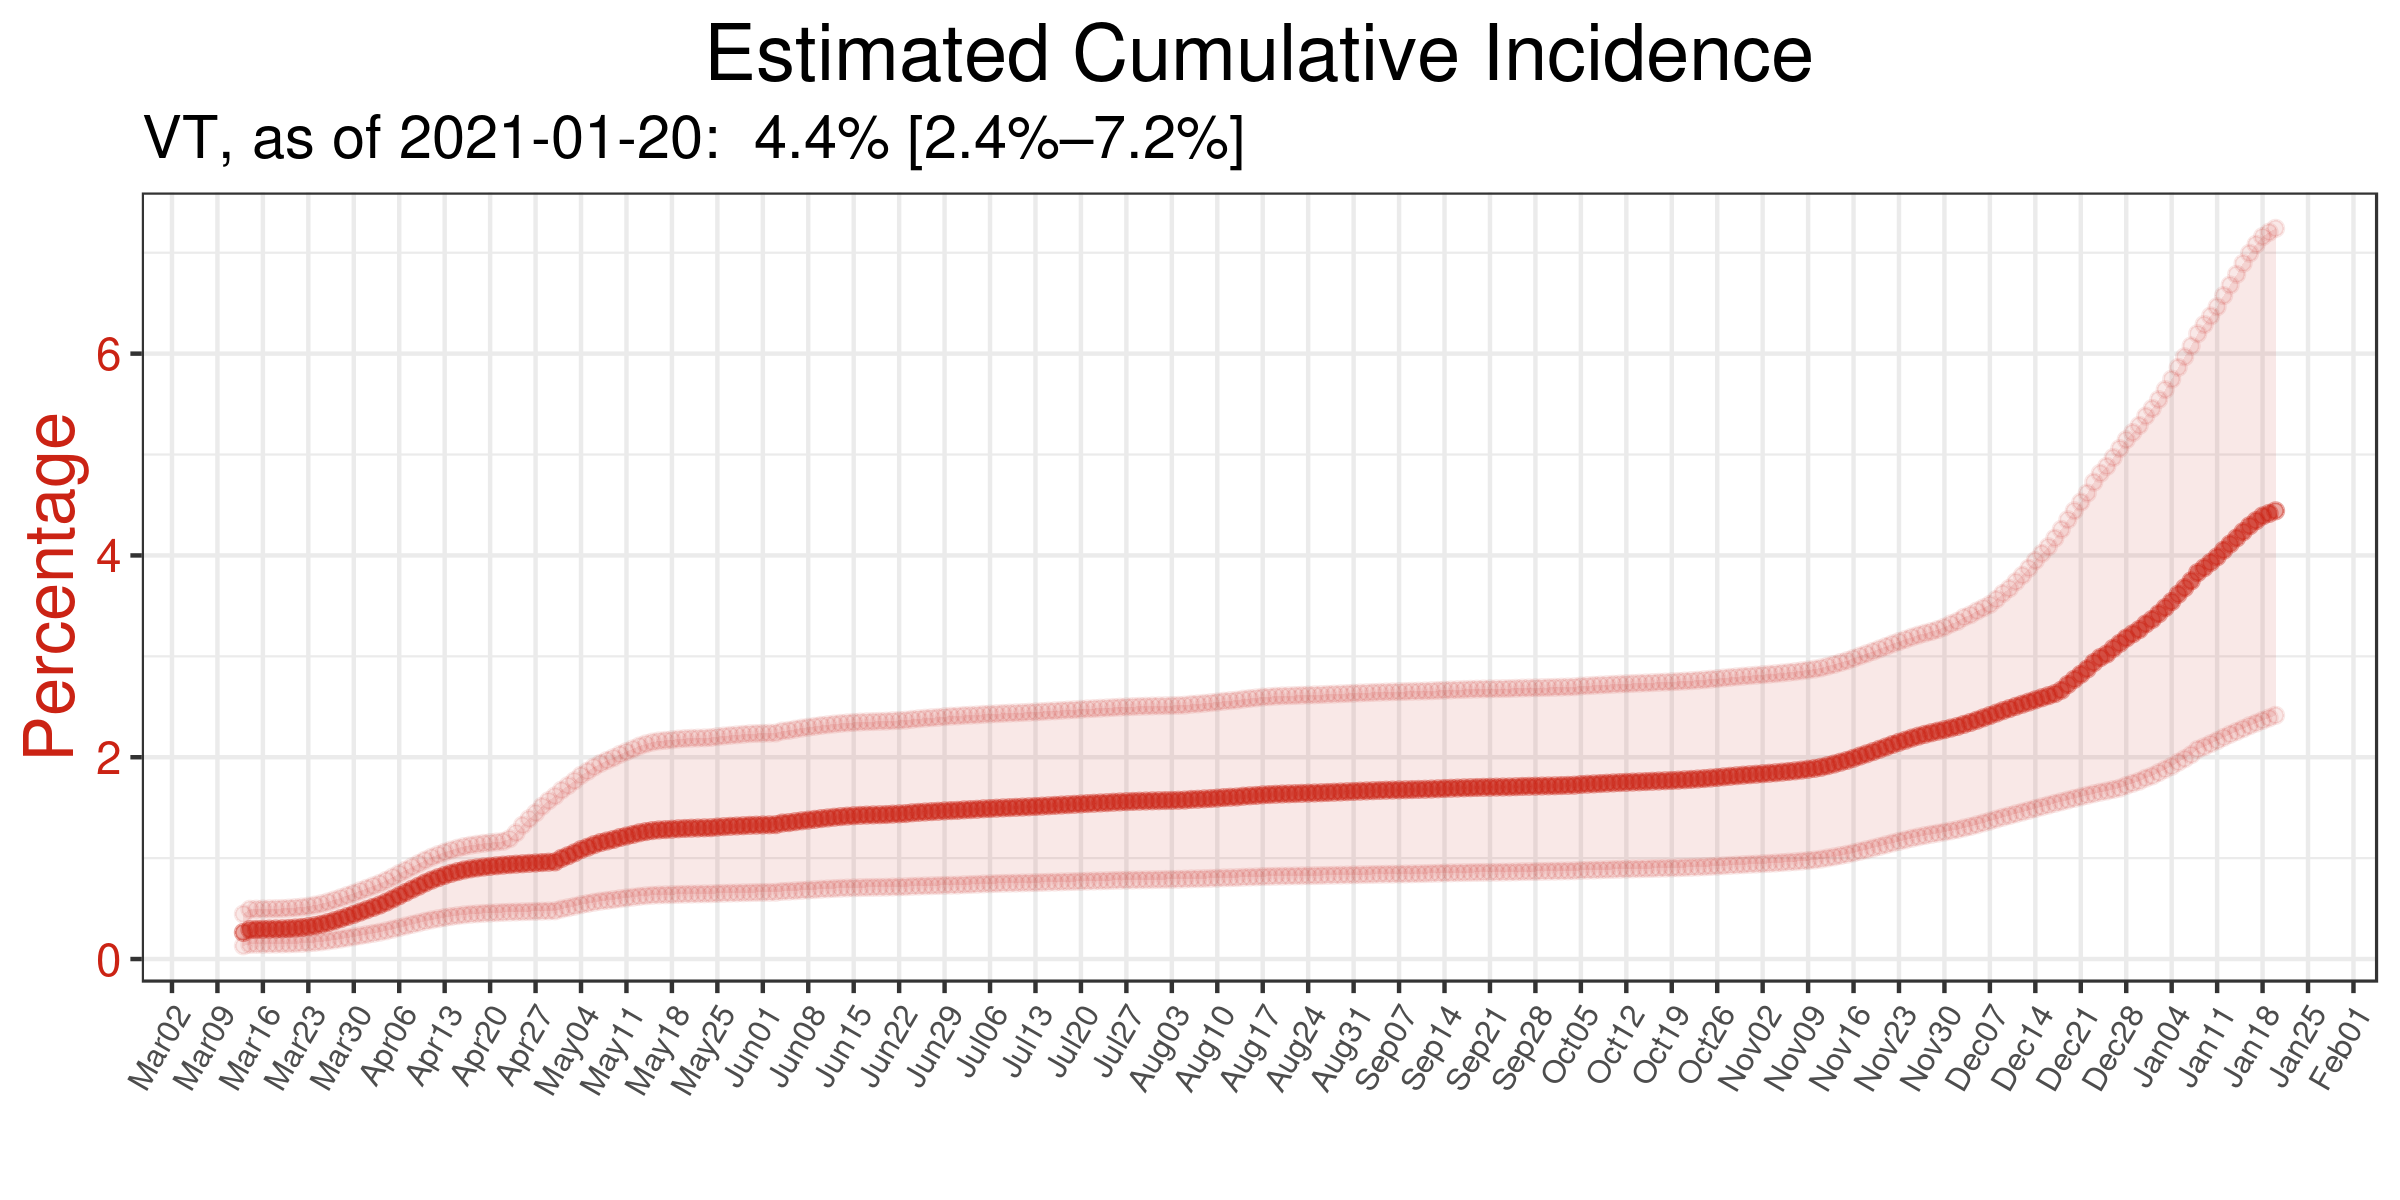 Estimated Cumulative Incidence
VT, as of 2021-01-20:  4.4% [2.4%–7.2%]
Percentage
6
4
2
0
Mar02
Mar09
Mar16
Mar23
Mar30
Apr06
Apr13
Apr20
Apr27
May04
May11
May18
May25
Jun01
Jun08
Jun15
Jun22
Jun29
Jul06
Jul13
Jul20
Jul27
Aug03
Aug10
Aug17
Aug24
Aug31
Sep07
Sep14
Sep21
Sep28
Oct05
Oct12
Oct19
Oct26
Nov02
Nov09
Nov16
Nov23
Nov30
Dec07
Dec14
Dec21
Dec28
Jan04
Jan11
Jan18
Jan25
Feb01